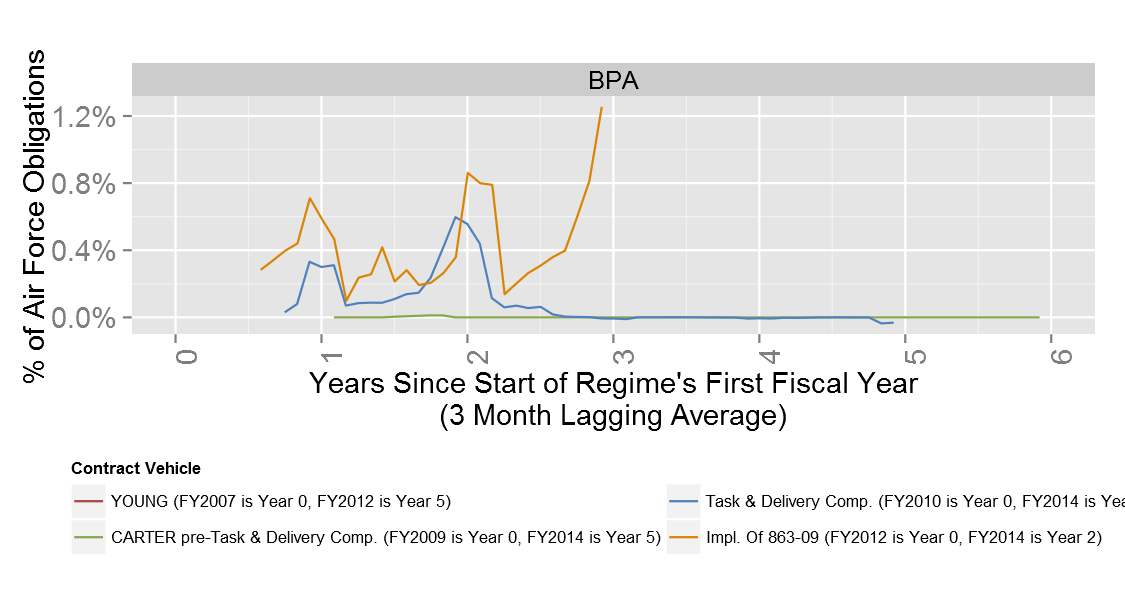 BPA
% of Air Force Obligations
1.2%
0.8%
0.4%
0.0%
0 1 2 3 4 5 6
Years Since Start of Regime's First Fiscal Year
(3 Month Lagging Average)
Contract Vehicle
YOUNG (FY2007 is Year 0, FY2012 is Year 5) Task & Delivery Comp. (FY2010 is Year 0, FY2014 is Yea
CARTER pre-Task & Delivery Comp. (FY2009 is Year 0, FY2014 is Year 5) Impl. Of 863-09 (FY2012 is Year 0, FY2014 is Year 2)